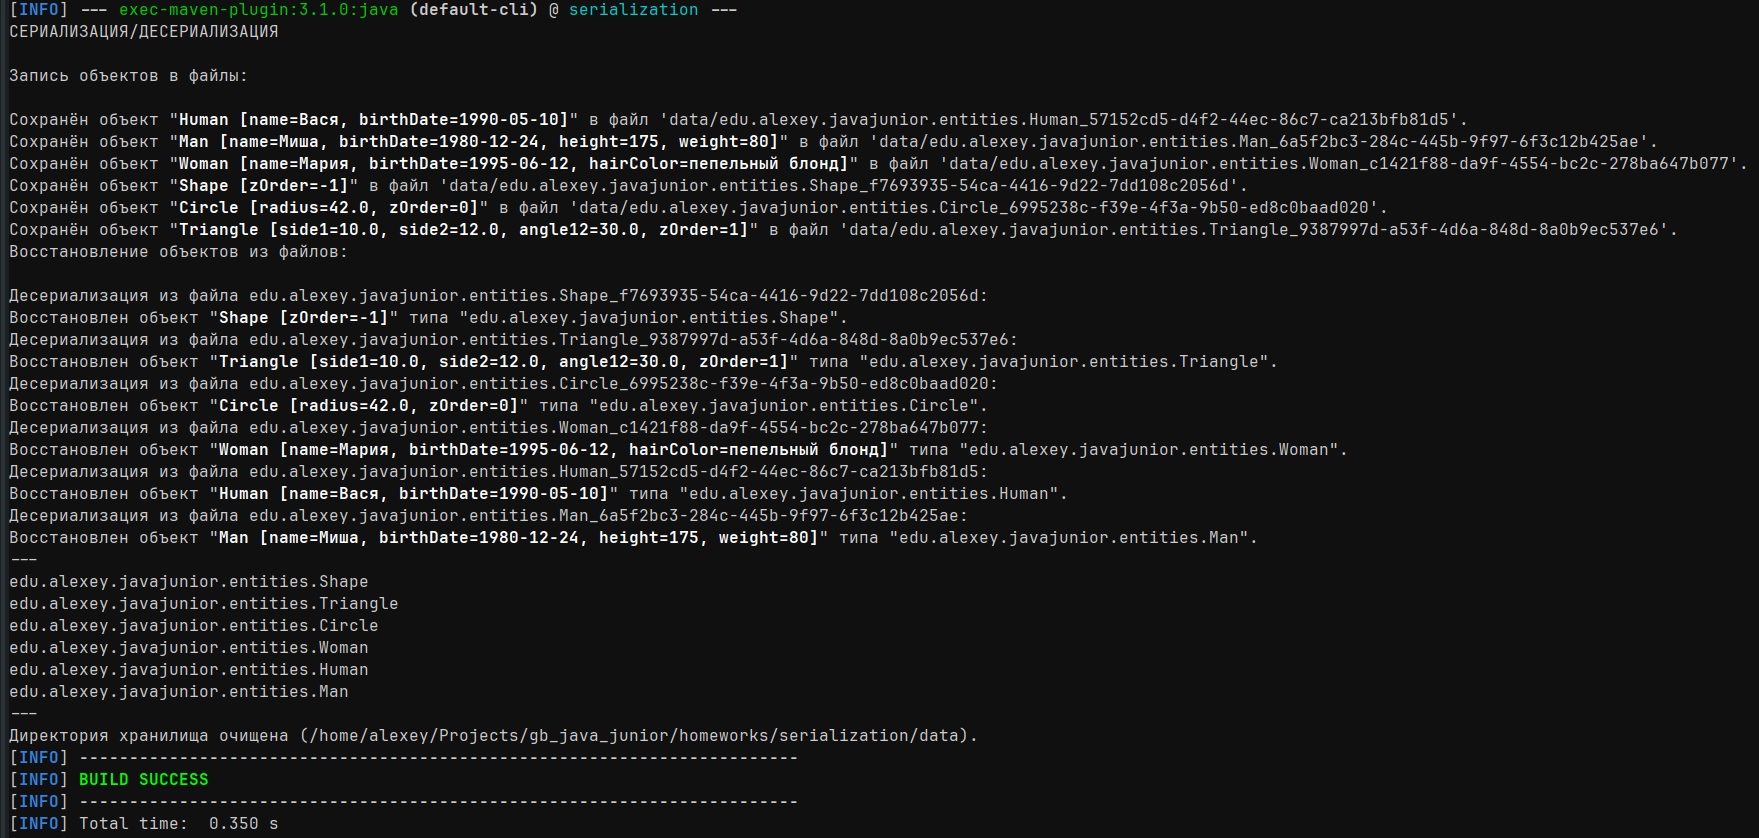 [INFO] --- exec-maven-plugin:3.1.0:java (default-cli) @ serialization ---
СЕРИАЛИЗАЦИЯ/ДЕСЕРИАЛИЗАЦИЯ
Запись объектов в файлы:
Сохранён объект "Human [name=Вася, birthDate=1990-05-10]" в файл 'data/edu.alexey.javajunior.entities.Human_57152cd5-d4f2-44ec-86c7-ca213bfb81d5'.
Сохранён объект "Man [name=Миша, birthDate=1980-12-24, height=175, weight=80]" в файл 'data/edu.alexey.javajunior.entities.Man_6a5f2bc3-284c-445b-9f97-6f3c12b425ae'.
Сохранён объект "Woman [name=Мария, birthDate=1995-06-12, hairColor=пепельный блонд]" в файл 'data/edu.alexey.javajunior.entities.Woman_c1421f88-da9f-4554-bc2c-278ba647b077'.
Сохранён объект "Shape [zOrder=-1]" в файл 'data/edu.alexey.javajunior.entities.Shape_f7693935-54ca-4416-9d22-7dd108c2056d'.
Сохранён объект "Circle [radius=42.0, zOrder=0]" в файл 'data/edu.alexey.javajunior.entities.Circle_6995238c-f39e-4f3a-9b50-ed8c0baad020'.
Сохранён объект "Triangle [side1=10.0, side2=12.0, angle12=30.0, zOrder=1]" в файл 'data/edu.alexey.javajunior.entities.Triangle_9387997d-a53f-4d6a-848d-8a0b9ec537e6'.
Восстановление объектов из файлов:
Десериализация из файла edu.alexey.javajunior.entities.Shape_f7693935-54ca-4416-9d22-7dd108c2056d:
Восстановлен объект "Shape [zOrder=-1]" типа "edu.alexey.javajunior.entities.Shape".
Десериализация из файла edu.alexey.javajunior.entities.Triangle_9387997d-a53f-4d6a-848d-8a0b9ec537e6:
Восстановлен объект "Triangle [side1=10.0, side2=12.0, angle12=30.0, zOrder=1]" типа "edu.alexey.javajunior.entities.Triangle".
Десериализация из файла edu.alexey.javajunior.entities.Circle_6995238c-f39e-4f3a-9b50-ed8c0baad020:
Восстановлен объект "Circle [radius=42.0, zOrder=0]" типа "edu.alexey.javajunior.entities.Circle".
Десериализация из файла edu.alexey.javajunior.entities.Woman_c1421f88-da9f-4554-bc2c-278ba647b077:
Восстановлен объект "Woman [name=Мария, birthDate=1995-06-12, hairColor=пепельный блонд]" типа "edu.alexey.javajunior.entities.Woman".
Десериализация из файла edu.alexey.javajunior.entities.Human_57152cd5-d4f2-44ec-86c7-ca213bfb81d5:
Восстановлен объект "Human [name=Вася, birthDate=1990-05-10]" типа "edu.alexey.javajunior.entities.Human".
Десериализация из файла edu.alexey.javajunior.entities.Man_6a5f2bc3-284c-445b-9f97-6f3c12b425ae:
Восстановлен объект "Man [name=Миша, birthDate=1980-12-24, height=175, weight=80]" типа "edu.alexey.javajunior.entities.Man".
---
edu.alexey.javajunior.entities.Shape
edu.alexey.javajunior.entities.Triangle
edu.alexey.javajunior.entities.Circle
edu.alexey.javajunior.entities.Woman
edu.alexey.javajunior.entities.Human
edu.alexey.javajunior.entities.Man
---
Директория хранилища очищена (/home/alexey/Projects/gb_java_junior/homeworks/serialization/data).
[INFO] ------------------------------------------------------------------------
[INFO] BUILD SUCCESS
[INFO] ------------------------------------------------------------------------
[INFO] Total time:  0.350 s